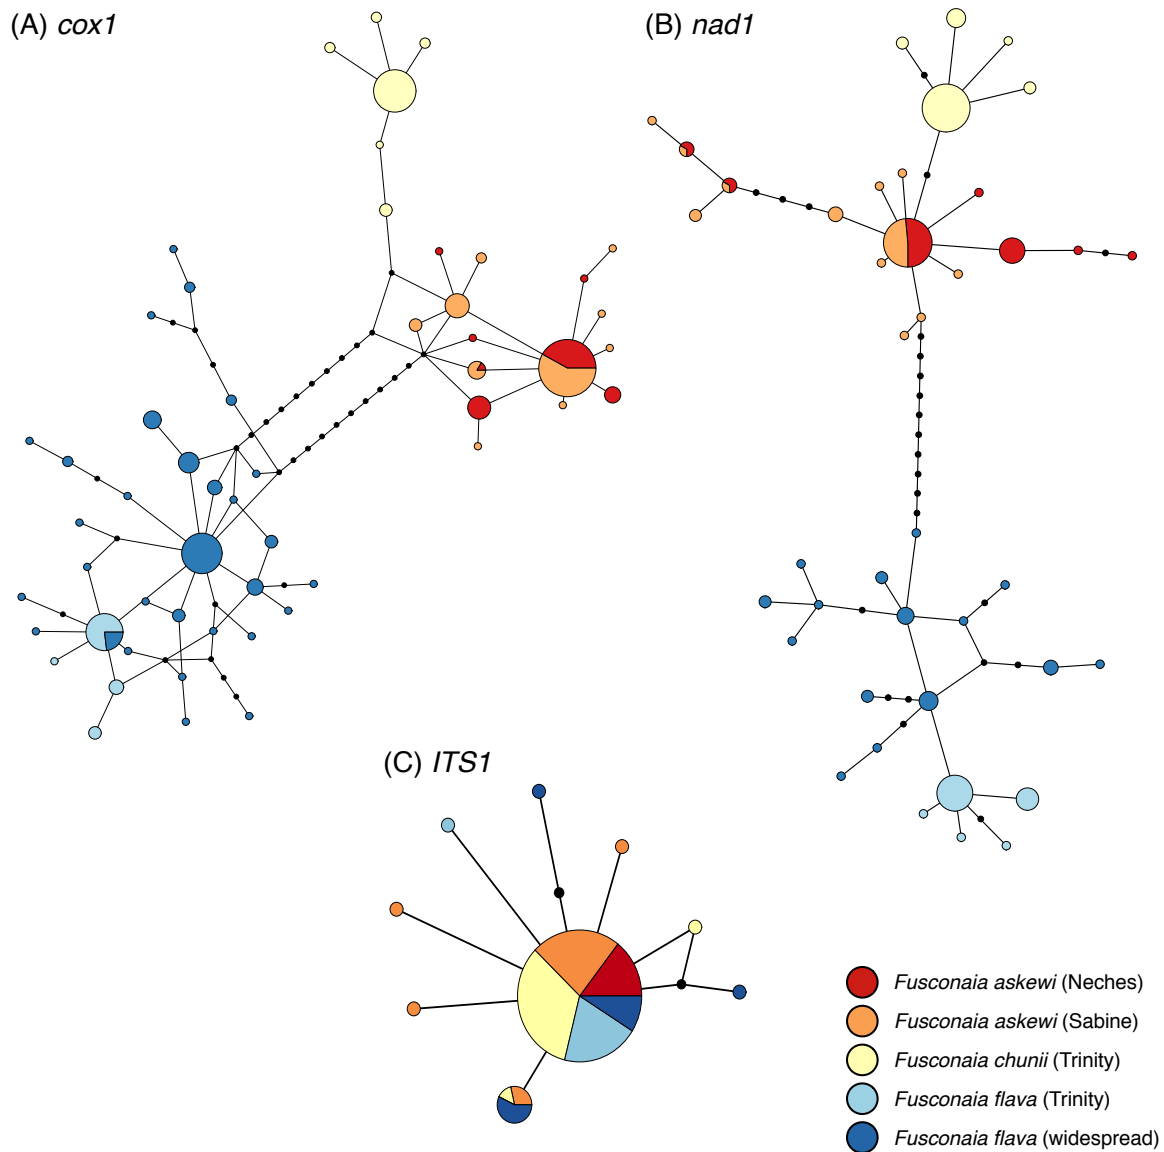 (A) cox1
(B) nad1
(C) ITS1
Fusconaia askewi (Neches)
Fusconaia askewi (Sabine)
Fusconaia chunii (Trinity)
Fusconaia flava (Trinity)
Fusconaia flava (widespread)